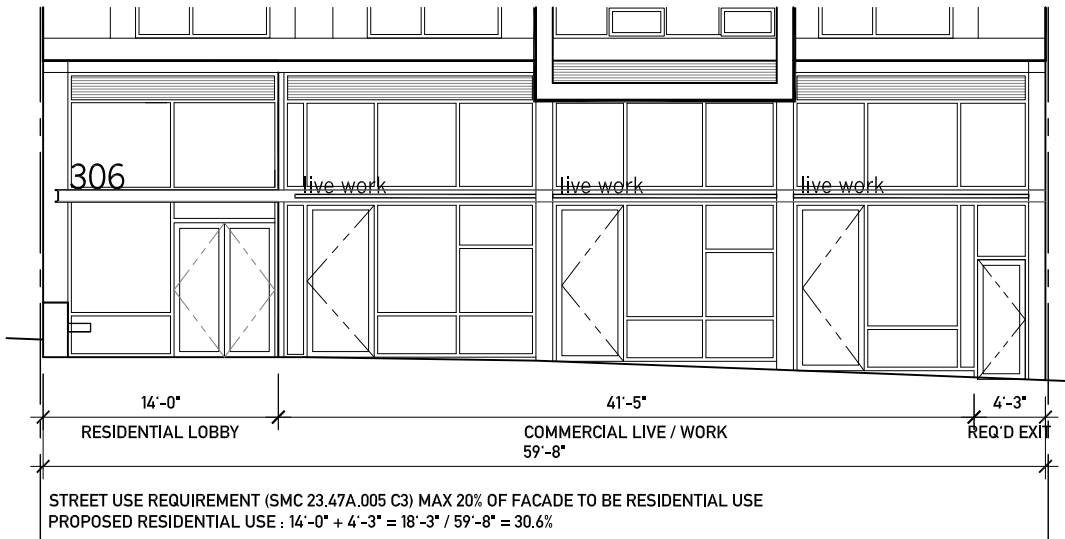 306
live work live work live work
14'-0" 41'-5" 4'-3"
RESIDENTIAL LOBBY COMMERCIAL LIVE / WORK REQ'D EXIT
59'-8"
STREET USE REQUIREMENT (SMC 23.47A.005 C3) MAX 20% OF FACADE TO BE RESIDENTIAL USE
PROPOSED RESIDENTIAL USE : 14'-0" + 4'-3" = 18'-3" / 59'-8" = 30.6%